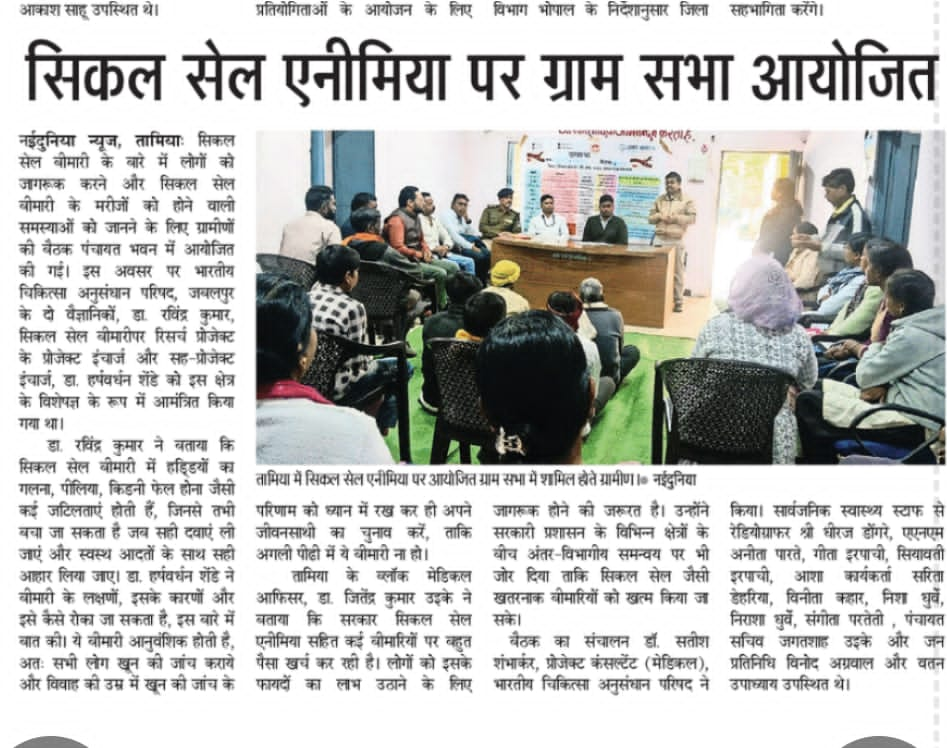 आकाश साहू उपस्थित थे।
प्रतियोगिताओं के आयोजन के लिए
विभाग भोपाल के निर्देशानुसार जिला
सहभागिता करेंगे।
सिकल सेल एनीमिया पर ग्राम सभा आयोजित
नईदुनिया न्यूज, तामियाः सिकल
सेल बीमारी के बारे में लोगों को
जागरूक करने और सिकल सेल
बीमारी के मरीजों को होने वाली
समस्याओं को जानने के लिए ग्रामीणों
की बैठक पंचायत भवन में आयोजित
की गई। इस अवसर पर भारतीय
चिकित्सा अनुसंधान परिषद, जबलपुर
के दो वैज्ञानिकों, डा. रविंद्र कुमार,
सिकल सेल बीमारीपर रिसर्च प्रोजेक्ट
के प्रोजेक्ट इंचार्ज और सह-प्रोजेक्ट
इंचार्ज, डा. हर्षवर्धन शेंडे को इस क्षेत्र
के विशेषज्ञ के रूप में आमंत्रित किया
गया था।
डा. रविंद्र कुमार ने बताया कि
सिकल सेल बीमारी में हड्डियों का
गलना, पीलिया, किडनी फेल होना जैसी
कई जटिलताएं होती हैं, जिनसे तभी
बचा जा सकता है जब सही दवाएं ली
जाएं और स्वस्थ आदतों के साथ सही
आहार लिया जाए। डा. हर्षवर्धन शेंडे ने
बीमारी के लक्षणों, इसके कारणों और
इसे कैसे रोका जा सकता है, इस बारे में
बात की। ये बीमारी आनुवंशिक होती है,
अतः सभी लोग खून की जांच कराये
और विवाह की उम्र में खून की जांच के
तामिया में सिकल सेल एनीमिया पर आयोजित ग्राम सभा में शामिल होते ग्रामीण।● नईदुनिया
परिणाम को ध्यान में रख कर ही अपने
जीवनसाथी का चुनाव करें, ताकि
अगली पीढी में ये बीमारी ना हो।
तामिया के ब्लॉक मेडिकल
आफिसर, डा. जितेंद्र कुमार उइके ने
बताया कि सरकार सिकल सेल
एनीमिया सहित कई बीमारियों पर बहुत
पैसा खर्च कर रही है। लोगों को इसके
फायदों का लाभ उठाने के लिए
जागरूक होने की जरूरत है। उन्होंने
सरकारी प्रशासन के विभिन्न क्षेत्रों के
बीच अंतर-विभागीय समन्वय पर भी
जोर दिया ताकि सिकल सेल जैसी
खतरनाक बीमारियों को खत्म किया जा
सके।
बैठक का संचालन डॉ. सतीश
शंभार्कर, प्रोजेक्ट कंसल्टेंट (मेडिकल),
भारतीय चिकित्सा अनुसंधान परिषद ने
किया। सार्वजनिक स्वास्थ्य स्टाफ से
रेडियोग्राफर श्री धीरज डोंगरे, एएनएम
अनीता पारते, गीता इरपाची, सियावती
इरपाची, आशा कार्यकर्ता सरिता
डेहरिया, विनीता कहार, निशा धुर्वे,
निराशा धुर्वे, संगीता परतेती , पंचायत
सचिव जगतशाह उइके और जन
प्रतिनिधि विनोद अग्रवाल और वतन
उपाध्याय उपस्थित थे।